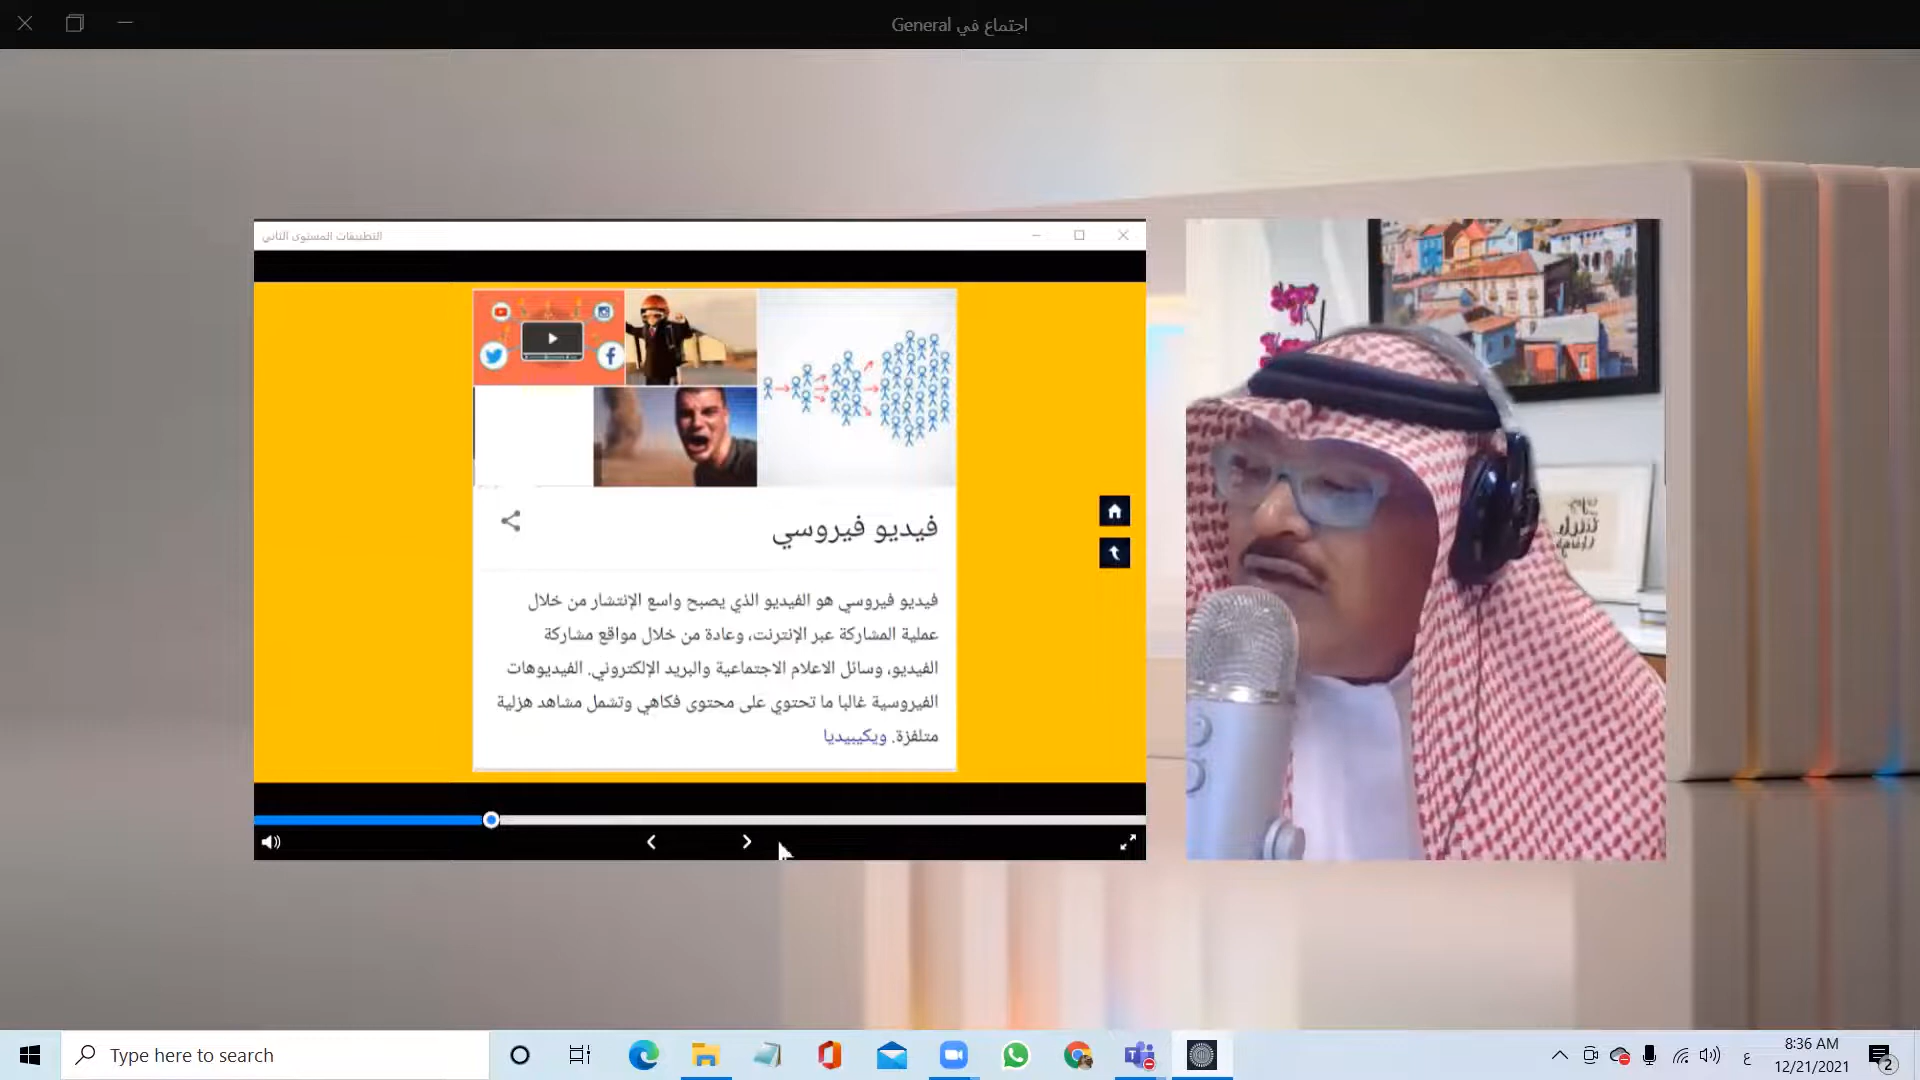 اجتماع في General
التطبيقات المستوى الثاني
فيديو فيروسي
فيديو فيروسي هو الفيديو الذي يصبح واسع الإنتشار من خلال
عملية المشاركة عبر الإنترنت، وعادة من خلال مواقع مشاركة
الفيديو، وسائل الاعلام الاجتماعية والبريد الإلكتروني. الفيديوهات
الفيروسية غالبا ما تحتوي على محتوى فكاهي وتشمل مشاهد هزلية
متلفزة. ويكيبيديا
Type here to search
ع
8:36 AM
12/21/2021
2